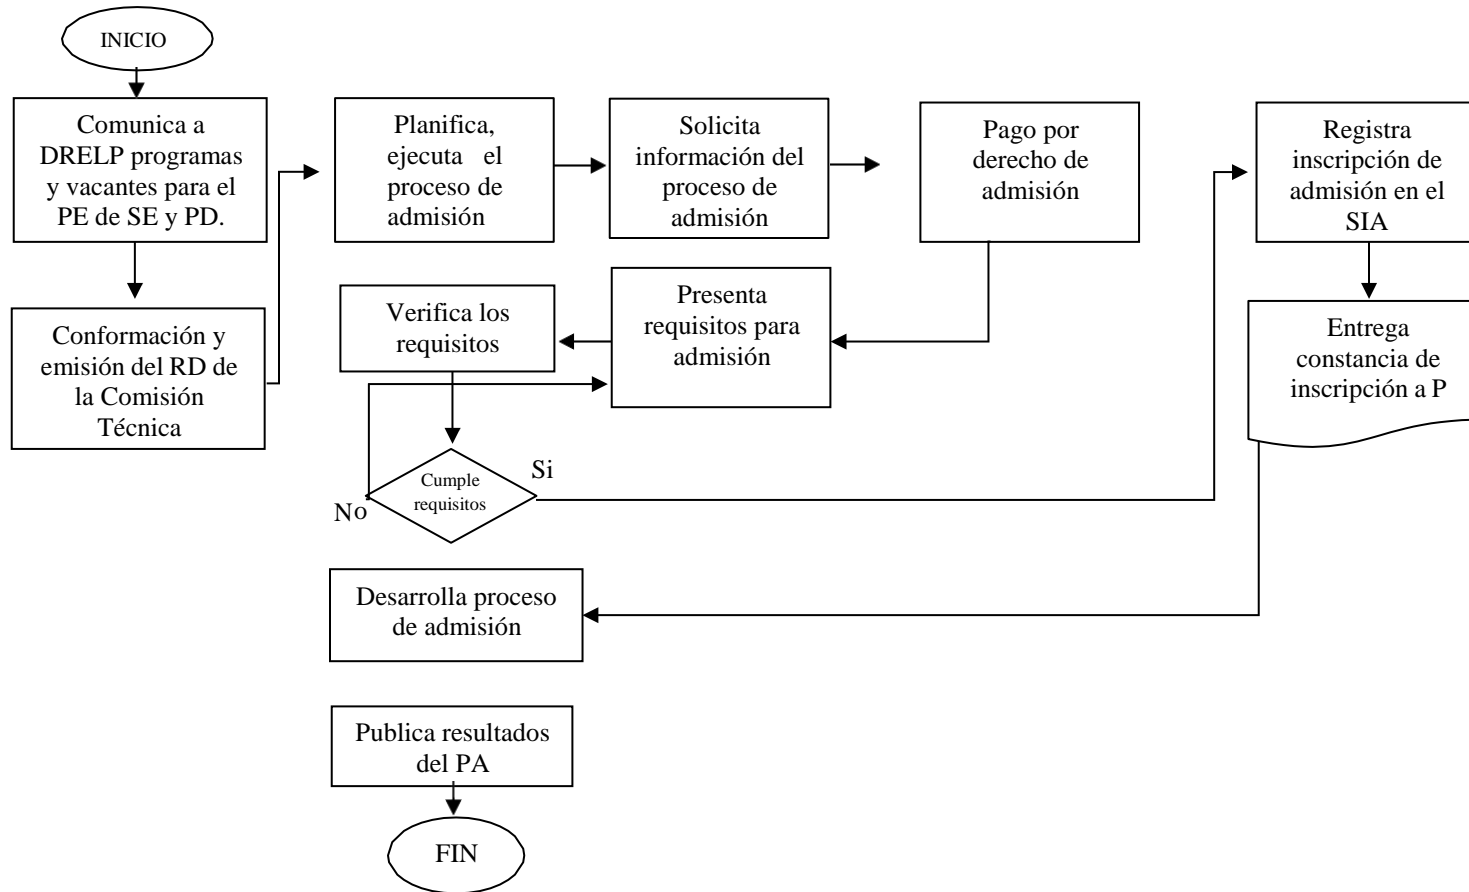 INICIO
Comunica a
DRELP programas
y vacantes para el
PE de SE y PD.
Conformación y
emisión del RD de
la Comisión
Técnica
Planifica,
ejecuta el
proceso de
admisión
Solicita
información del
proceso de
admisión
Pago por
derecho de
admisión
Presenta
requisitos para
admisión
Verifica los
requisitos
Cumple
requisitos
No
Si
Registra
inscripción de
admisión en el
SIA
Entrega
constancia de
inscripción a P
Desarrolla proceso
de admisión
Publica resultados
del PA
FIN